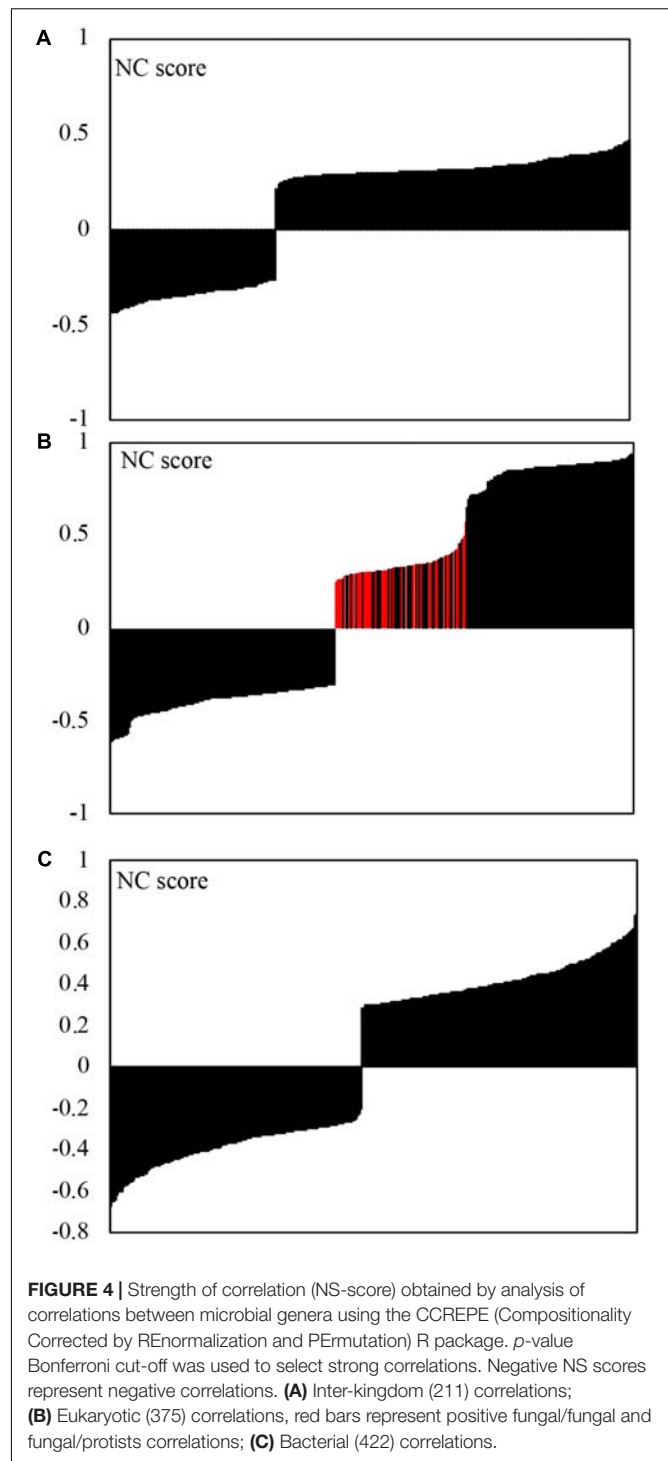 A
1
NC score
0.5
0
-0.5
-1
B
1
NC score
0.5
0
-0.5
-1
C
1
NC score
0.8
0.6
0.4
0.2
0
-0.2
-0.4
-0.6
-0.8
FIGURE 4 | Strength of correlation (NS-score) obtained by analysis of
correlations between microbial genera using the CCREPE (Compositionality
Corrected by REnormalization and PErmutation) R package. p-value
Bonferroni cut-off was used to select strong correlations. Negative NS scores
represent negative correlations. (A) Inter-kingdom (211) correlations;
(B) Eukaryotic (375) correlations, red bars represent positive fungal/fungal and
fungal/protists correlations; (C) Bacterial (422) correlations.